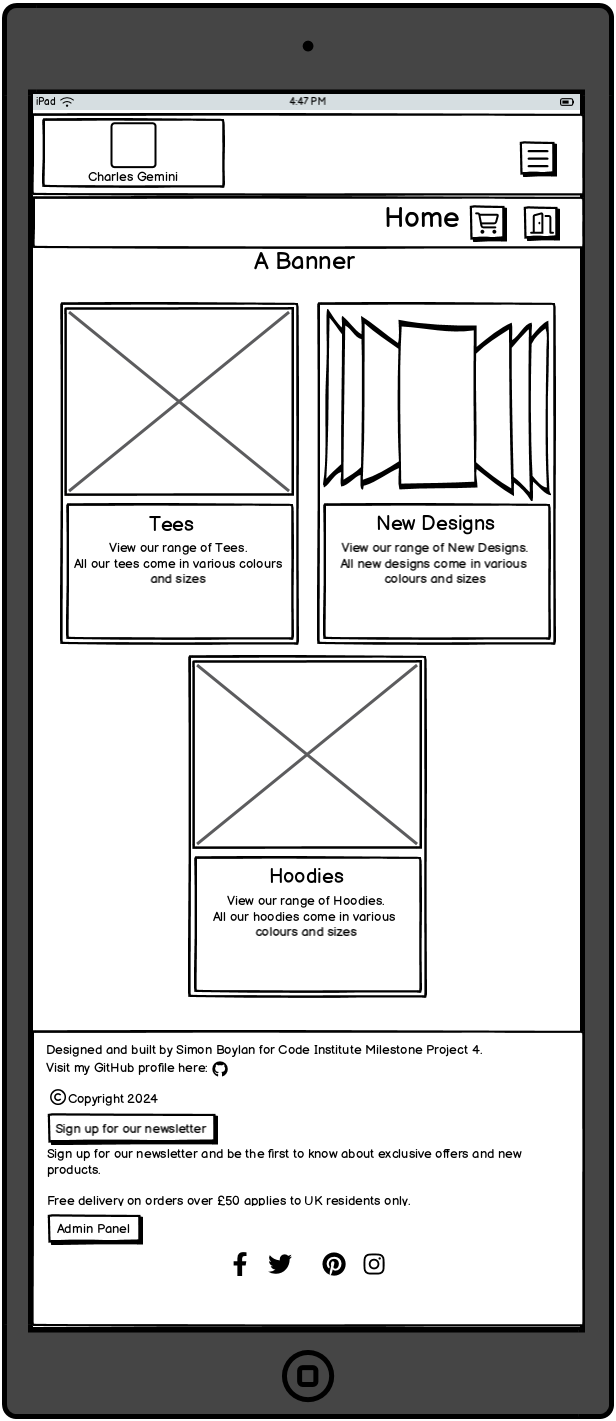 iPad 4:47 PM
Charles Gemini
Home
A Banner
Tees
View our range of Tees.
All our tees come in various colours
and sizes
New Designs
View our range of New Designs.
All new designs come in various
colours and sizes
Hoodies
View our range of Hoodies.
All our hoodies come in various
colours and sizes
Designed and built by Simon Boylan for Code Institute Milestone Project 4.
Visit my GitHub profile here:
© Copyright 2024
Sign up for our newsletter
Sign up for our newsletter and be the first to know about exclusive offers and new
products.
Free delivery on orders over £50 applies to UK residents only.
Admin Panel